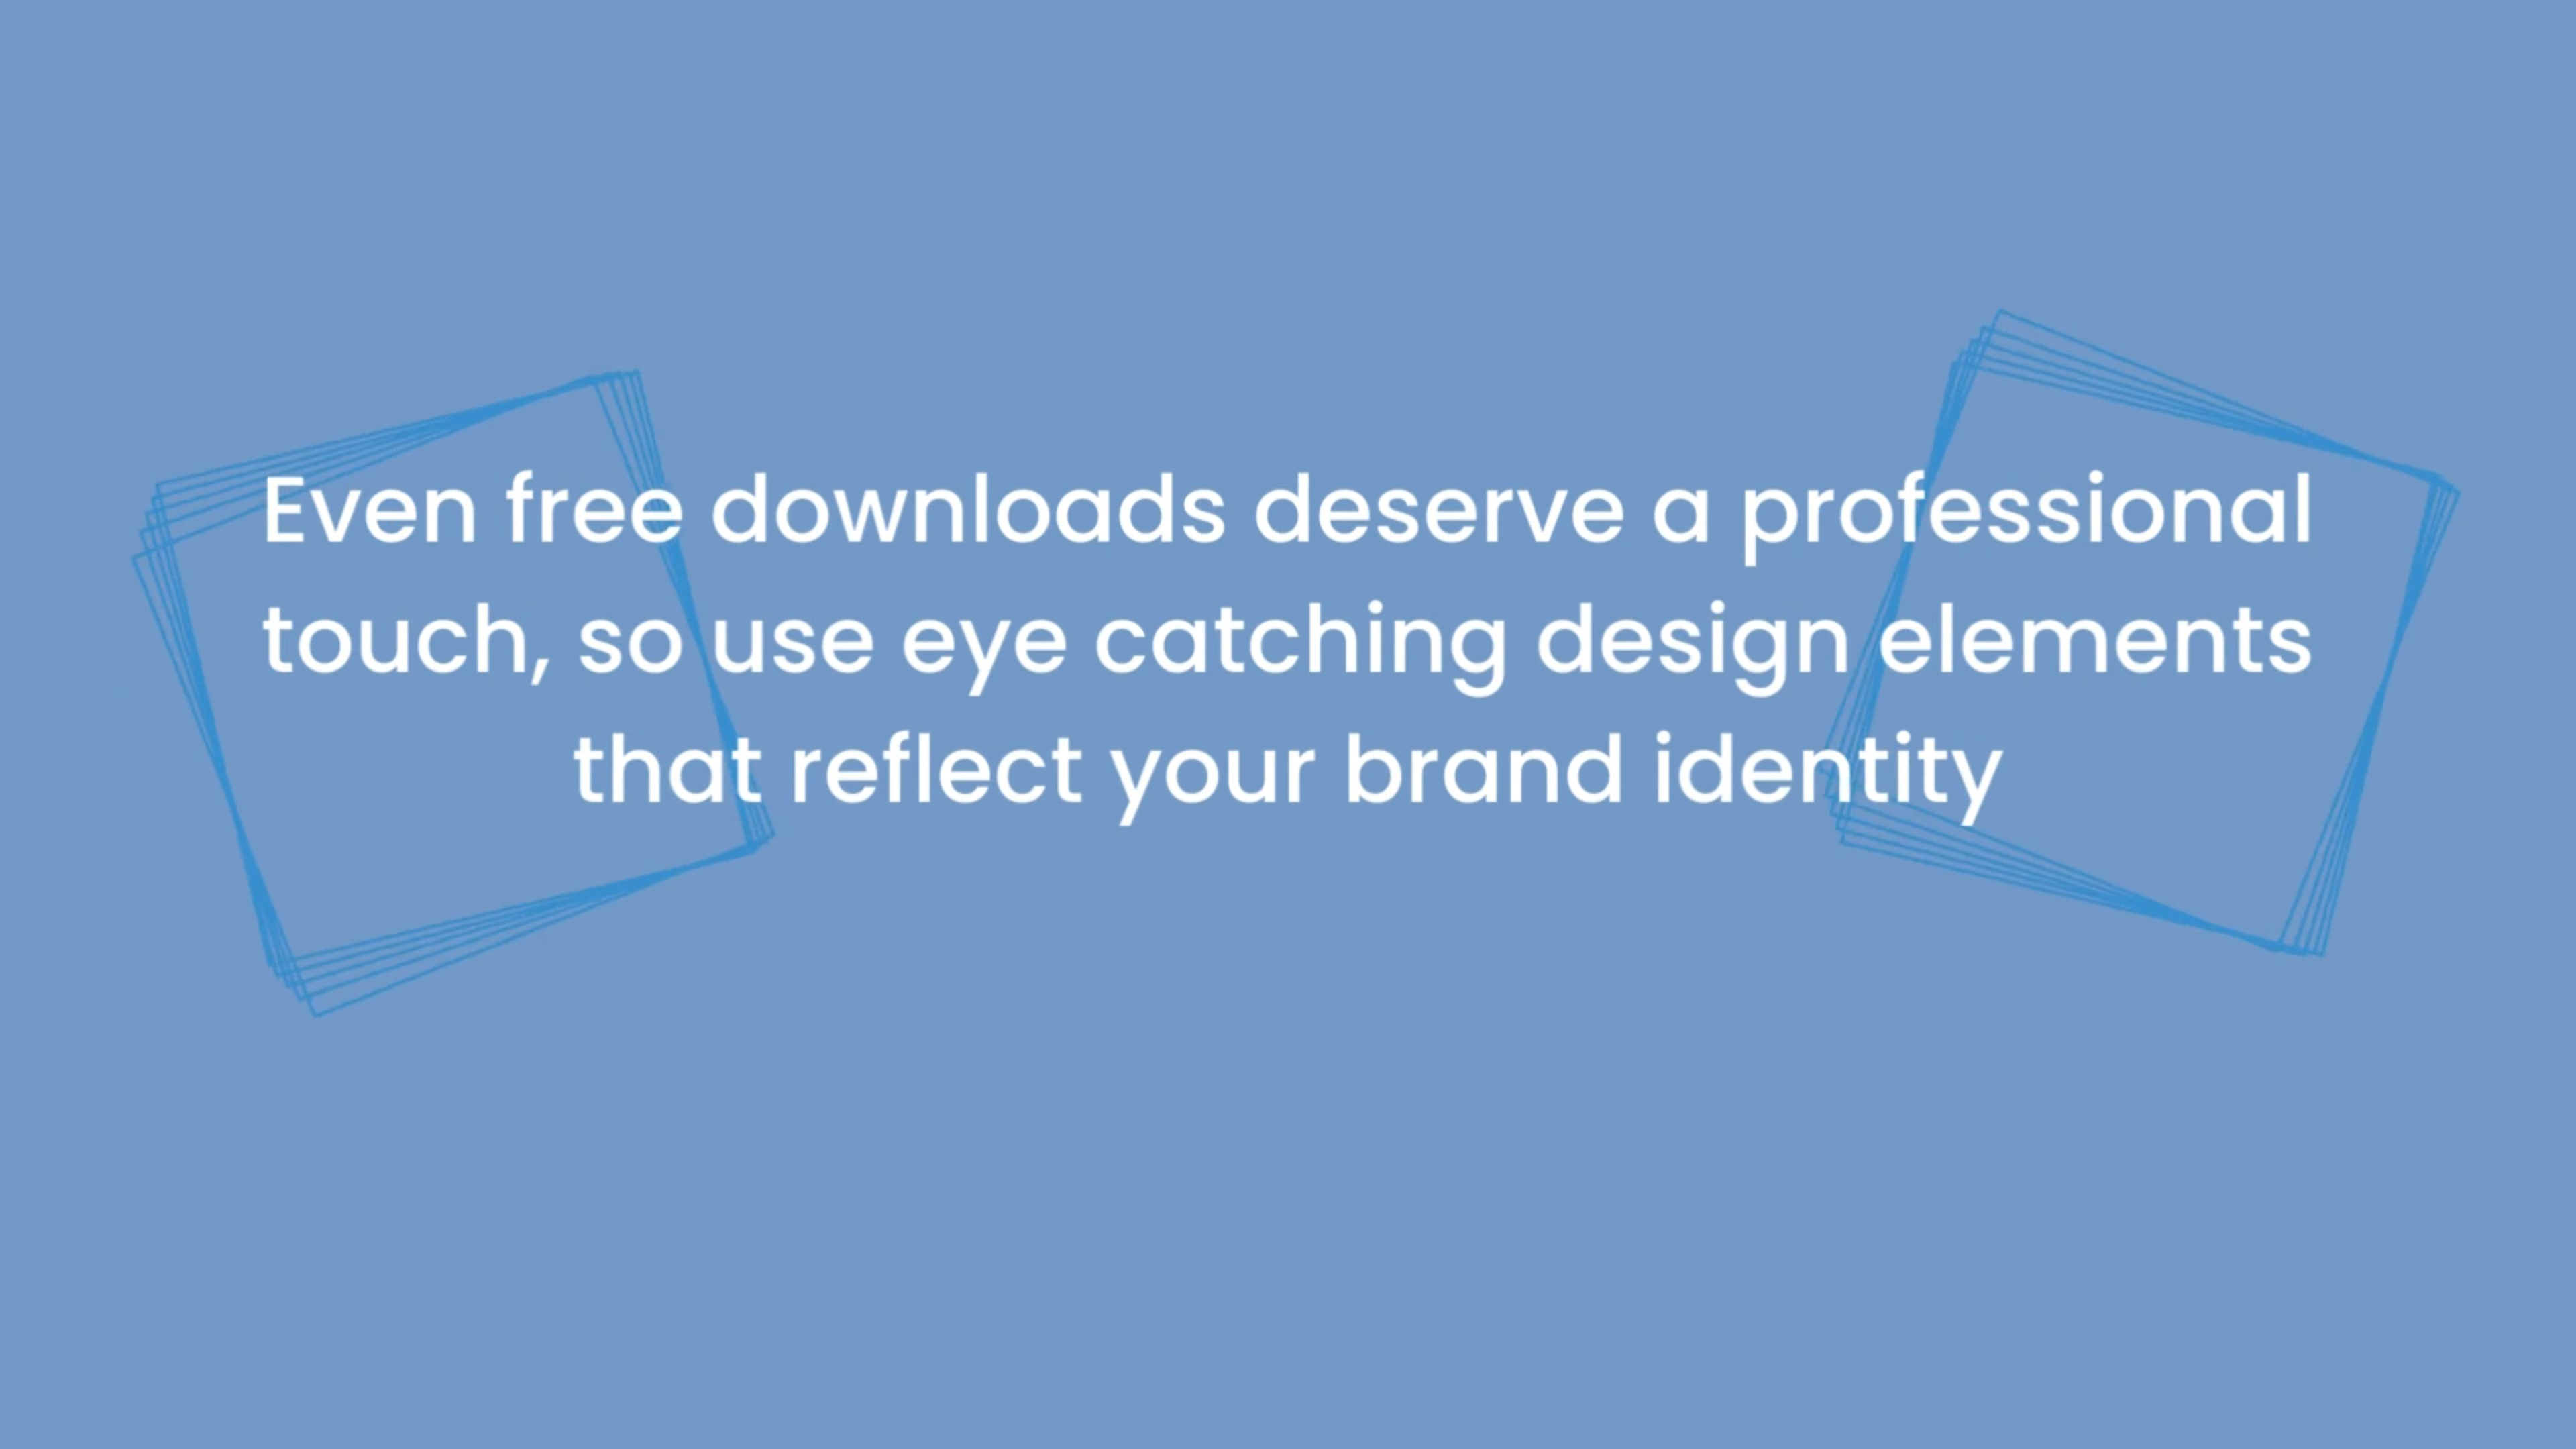 Even free downloads deserve a professional
touch, so use eye catching design elements
that reflect your brand identity